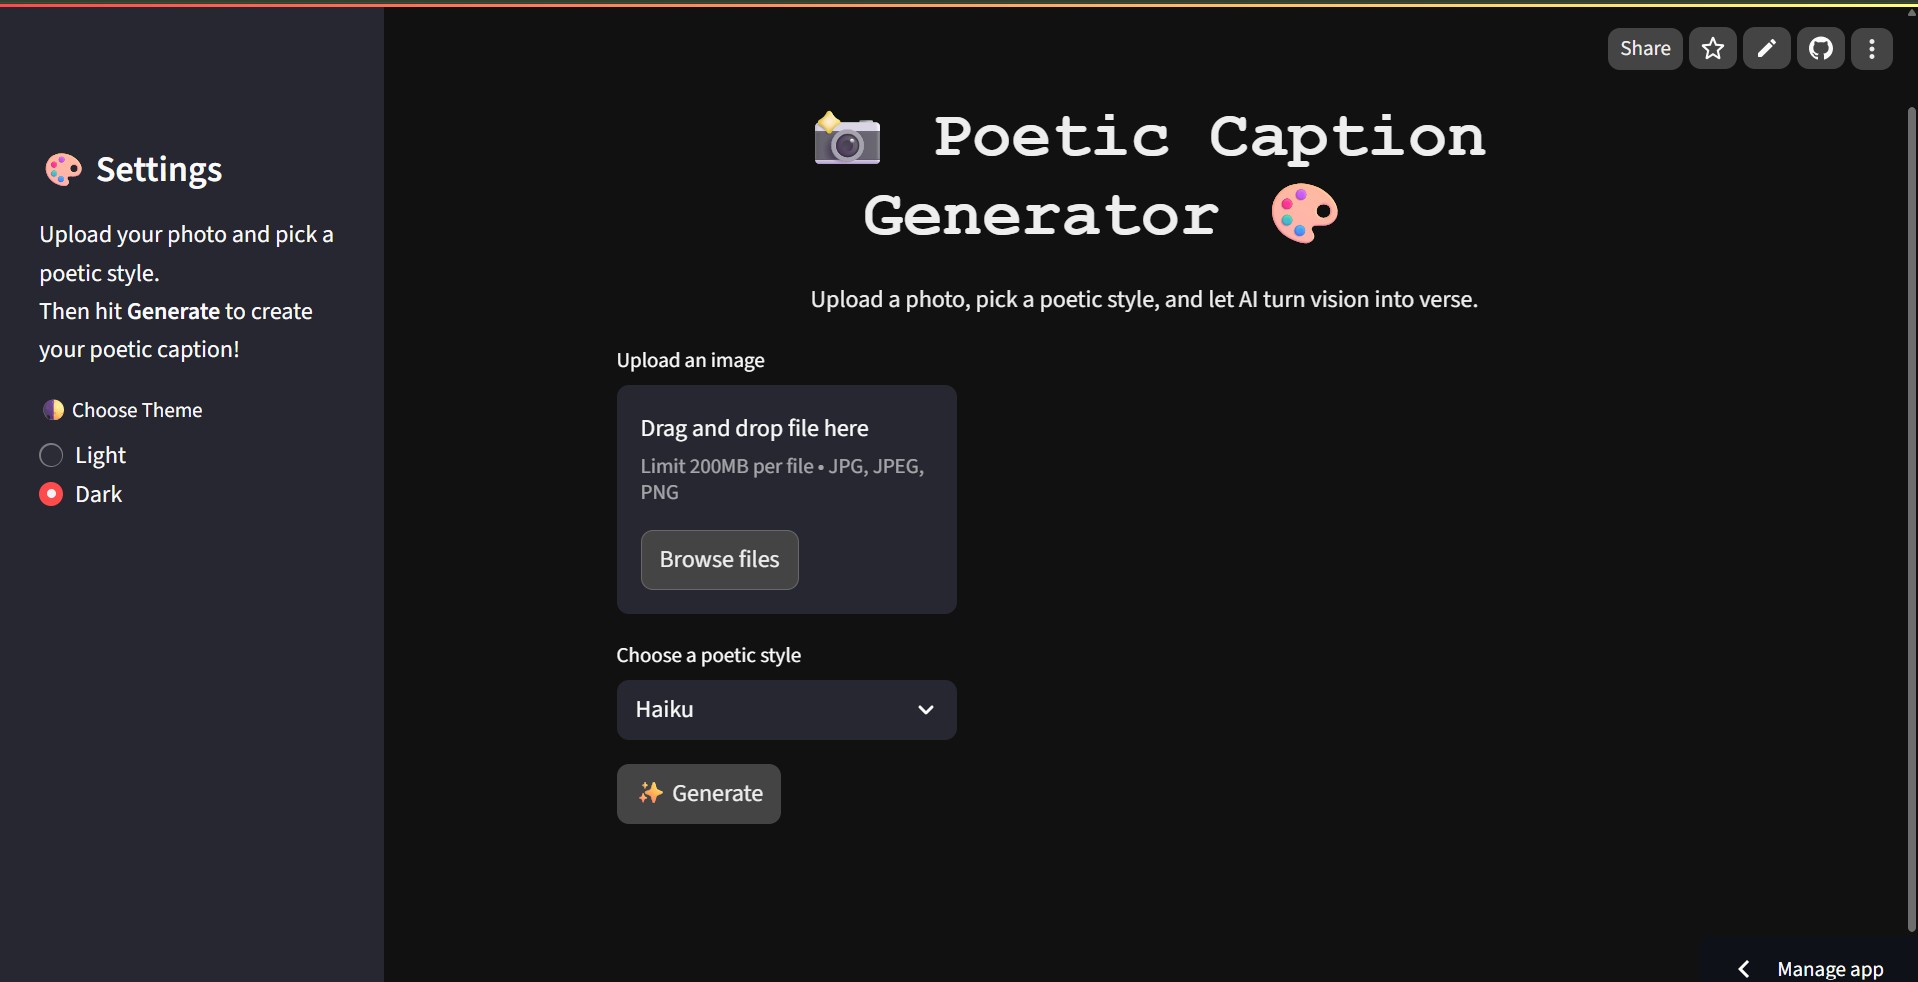 Share
Settings
Upload your photo and pick a
poetic style.
Then hit Generate to create
your poetic caption!
Choose Theme
Light
Dark
Poetic Caption
Generator
Upload a photo, pick a poetic style, and let AI turn vision into verse.
Upload an image
Drag and drop file here
Limit 200MB per file • JPG, JPEG,
PNG
Browse files
Choose a poetic style
Haiku
✨ Generate
Manage app